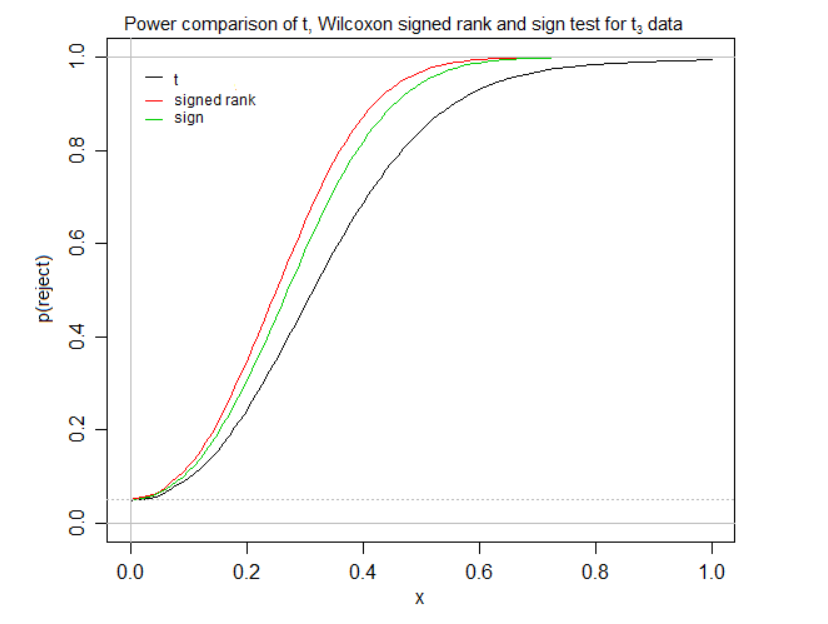 Power comparison of t, Wilcoxon signed rank and sign test for t₃ data
t
signed rank
sign
p(reject)
1.0
0.8
0.6
0.4
0.2
0.0
0.0 0.2 0.4 0.6 0.8 1.0
x